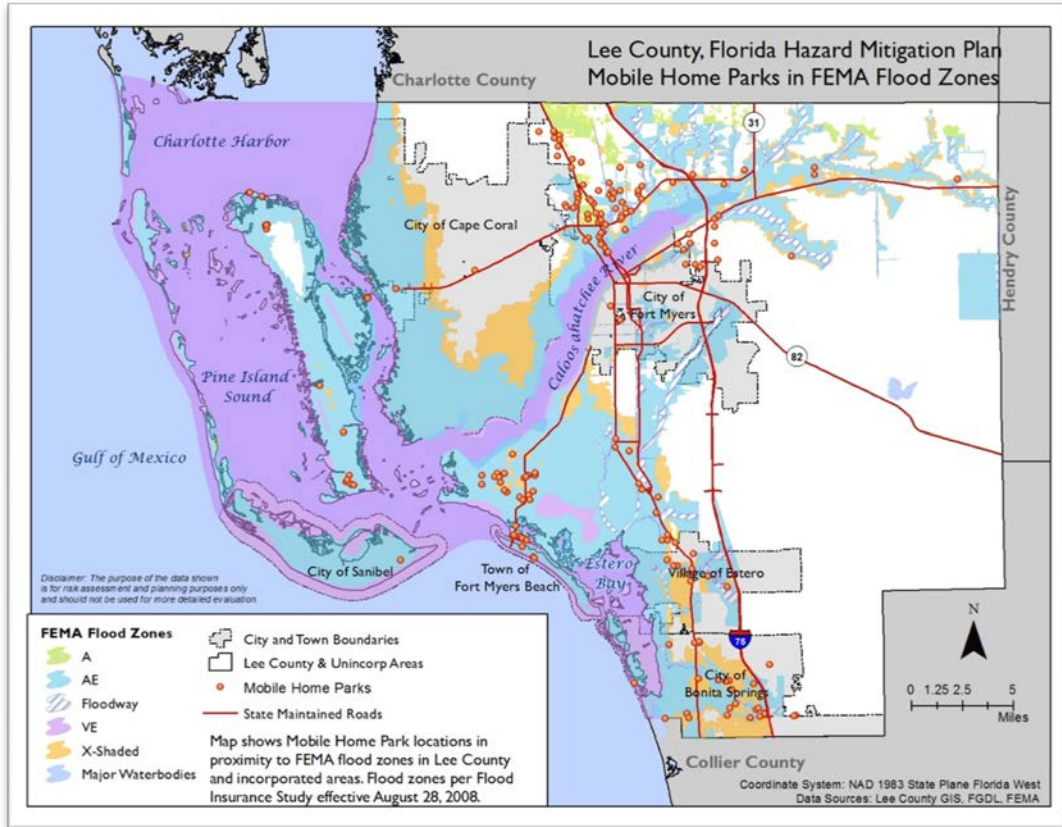 Lee County, Florida Hazard Mitigation Plan
Mobile Home Parks in FEMA Flood Zones
Charlotte County
31
Charlotte Harbor
City of Cape Coral
Hendry County
Caloosahatchee River
City of
Fort Myers
82
Pine Island
Sound
Gulf of Mexico
City of Sanibel
Town of
Fort Myers Beach
Estero
Bay
Village of Estero
Disclaimer: The purpose of the data shown
is for risk assessment and planning purposes only
and should not be used for more detailed evaluation.
75
City of
Bonita Springs
N
0 1.25 2.5 5
Miles
Collier County
FEMA Flood Zones
A
AE
Floodway
VE
X-Shaded
Major Waterbodies
City and Town Boundaries
Lee County & Unincorp Areas
Mobile Home Parks
State Maintained Roads
Map shows Mobile Home Park locations in
proximity to FEMA flood zones in Lee County
and incorporated areas. Flood zones per Flood
Insurance Study effective August 28, 2008.
Coordinate System: NAD 1983 State Plane Florida West
Data Sources: Lee County GIS, FGDL, FEMA